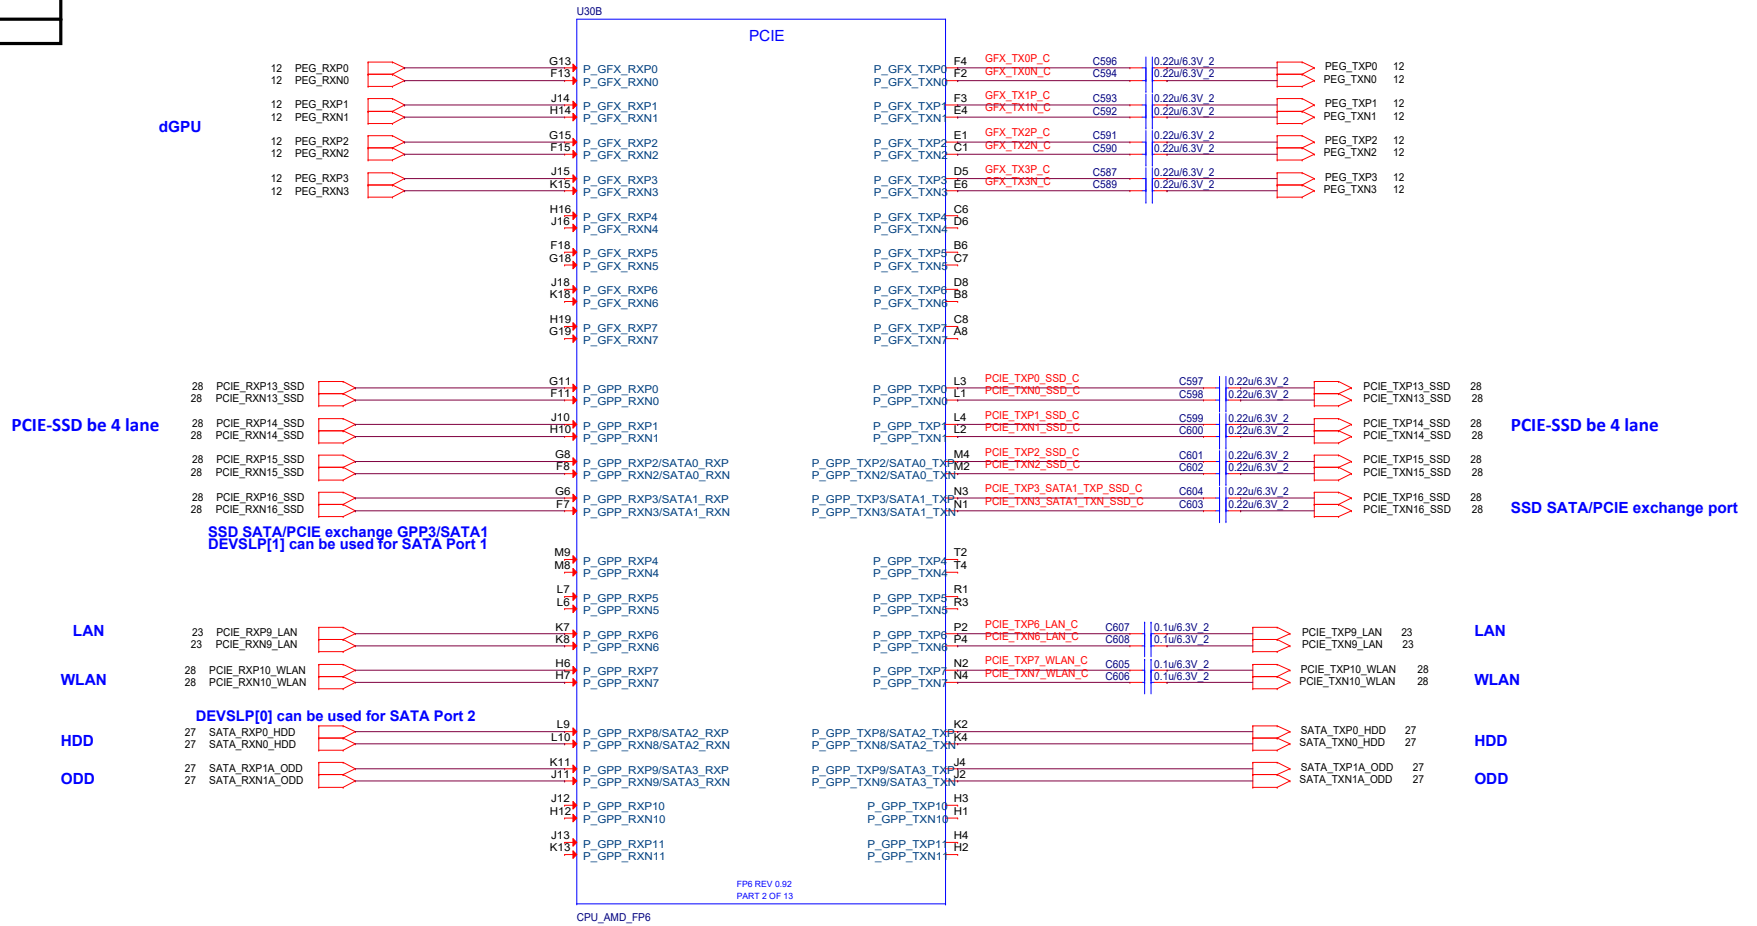 U30B
PCIE
12 PEG_RXP0 G13 P_GFX_RXP0 P_GFX_TXP0 F4 GFX_TX0P_C C596 0.22u/6.3V_2 PEG_TXP0 12
12 PEG_RXN0 F13 P_GFX_RXN0 P_GFX_TXN0 F2 GFX_TX0N_C C594 0.22u/6.3V_2 PEG_TXN0 12
12 PEG_RXP1 J14 P_GFX_RXP1 P_GFX_TXP1 F3 GFX_TX1P_C C593 0.22u/6.3V_2 PEG_TXP1 12
12 PEG_RXN1 H14 P_GFX_RXN1 P_GFX_TXN1 E4 GFX_TX1N_C C592 0.22u/6.3V_2 PEG_TXN1 12
dGPU
12 PEG_RXP2 G15 P_GFX_RXP2 P_GFX_TXP2 E1 GFX_TX2P_C C591 0.22u/6.3V_2 PEG_TXP2 12
12 PEG_RXN2 F15 P_GFX_RXN2 P_GFX_TXN2 C1 GFX_TX2N_C C590 0.22u/6.3V_2 PEG_TXN2 12
12 PEG_RXP3 J15 P_GFX_RXP3 P_GFX_TXP3 D5 GFX_TX3P_C C587 0.22u/6.3V_2 PEG_TXP3 12
12 PEG_RXN3 K15 P_GFX_RXN3 P_GFX_TXN3 E6 GFX_TX3N_C C589 0.22u/6.3V_2 PEG_TXN3 12
H16 P_GFX_RXP4 P_GFX_TXP4 C6
J16 P_GFX_RXN4 P_GFX_TXN4 D6
F18 P_GFX_RXP5 P_GFX_TXP5 B6
G18 P_GFX_RXN5 P_GFX_TXN5 C7
J18 P_GFX_RXP6 P_GFX_TXP6 D8
K18 P_GFX_RXN6 P_GFX_TXN6 B8
H19 P_GFX_RXP7 P_GFX_TXP7 C8
G19 P_GFX_RXN7 P_GFX_TXN7 A8
28 PCIE_RXP13_SSD G11 P_GPP_RXP0 P_GPP_TXP0 L3 PCIE_TXP0_SSD_C C597 0.22u/6.3V_2 PCIE_TXP13_SSD 28
28 PCIE_RXN13_SSD F11 P_GPP_RXN0 P_GPP_TXN0 L1 PCIE_TXN0_SSD_C C598 0.22u/6.3V_2 PCIE_TXN13_SSD 28
PCIE-SSD be 4 lane 28 PCIE_RXP14_SSD J10 P_GPP_RXP1 P_GPP_TXP1 L4 PCIE_TXP1_SSD_C C599 0.22u/6.3V_2 PCIE_TXP14_SSD 28 PCIE-SSD be 4 lane
28 PCIE_RXN14_SSD H10 P_GPP_RXN1 P_GPP_TXN1 L2 PCIE_TXN1_SSD_C C600 0.22u/6.3V_2 PCIE_TXN14_SSD 28
28 PCIE_RXP15_SSD G8 P_GPP_RXP2/SATA0_RXP P_GPP_TXP2/SATA0_TXP M4 PCIE_TXP2_SSD_C C601 0.22u/6.3V_2 PCIE_TXP15_SSD 28
28 PCIE_RXN15_SSD F8 P_GPP_RXN2/SATA0_RXN P_GPP_TXN2/SATA0_TXN M2 PCIE_TXN2_SSD_C C602 0.22u/6.3V_2 PCIE_TXN15_SSD 28
28 PCIE_RXP16_SSD G6 P_GPP_RXP3/SATA1_RXP P_GPP_TXP3/SATA1_TXP N3 PCIE_TXP3_SATA1_TXP_SSD_C C604 0.22u/6.3V_2 PCIE_TXP16_SSD 28
28 PCIE_RXN16_SSD F7 P_GPP_RXN3/SATA1_RXN P_GPP_TXN3/SATA1_TXN N1 PCIE_TXN3_SATA1_TXN_SSD_C C603 0.22u/6.3V_2 PCIE_TXN16_SSD 28 SSD SATA/PCIE exchange port
SSD SATA/PCIE exchange GPP3/SATA1
DEVSLP[1] can be used for SATA Port 1
M9 P_GPP_RXP4 P_GPP_TXP4 T2
M8 P_GPP_RXN4 P_GPP_TXN4 T4
L7 P_GPP_RXP5 P_GPP_TXP5 R1
L6 P_GPP_RXN5 P_GPP_TXN5 R3
LAN 23 PCIE_RXP9_LAN K7 P_GPP_RXP6 P_GPP_TXP6 P2 PCIE_TXP6_LAN_C C607 0.1u/6.3V_2 PCIE_TXP9_LAN 23 LAN
23 PCIE_RXN9_LAN K8 P_GPP_RXN6 P_GPP_TXN6 P4 PCIE_TXN6_LAN_C C608 0.1u/6.3V_2 PCIE_TXN9_LAN 23
28 PCIE_RXP10_WLAN H6 P_GPP_RXP7 P_GPP_TXP7 N2 PCIE_TXP7_WLAN_C C605 0.1u/6.3V_2 PCIE_TXP10_WLAN 28
WLAN 28 PCIE_RXN10_WLAN H7 P_GPP_RXN7 P_GPP_TXN7 N4 PCIE_TXN7_WLAN_C C606 0.1u/6.3V_2 PCIE_TXN10_WLAN 28 WLAN
DEVSLP[0] can be used for SATA Port 2
27 SATA_RXP0_HDD L9 P_GPP_RXP8/SATA2_RXP P_GPP_TXP8/SATA2_TXP K2 SATA_TXP0_HDD 27
HDD 27 SATA_RXN0_HDD L10 P_GPP_RXN8/SATA2_RXN P_GPP_TXN8/SATA2_TXN K4 SATA_TXN0_HDD 27 HDD
27 SATA_RXP1A_ODD K11 P_GPP_RXP9/SATA3_RXP P_GPP_TXP9/SATA3_TXP J4 SATA_TXP1A_ODD 27
ODD 27 SATA_RXN1A_ODD J11 P_GPP_RXN9/SATA3_RXN P_GPP_TXN9/SATA3_TXN J2 SATA_TXN1A_ODD 27 ODD
J12 P_GPP_RXP10 P_GPP_TXP10 H3
H12 P_GPP_RXN10 P_GPP_TXN10 H1
J13 P_GPP_RXP11 P_GPP_TXP11 H4
K13 P_GPP_RXN11 P_GPP_TXN11 H2
FP6 REV 0.92
PART 2 OF 13
CPU_AMD_FP6